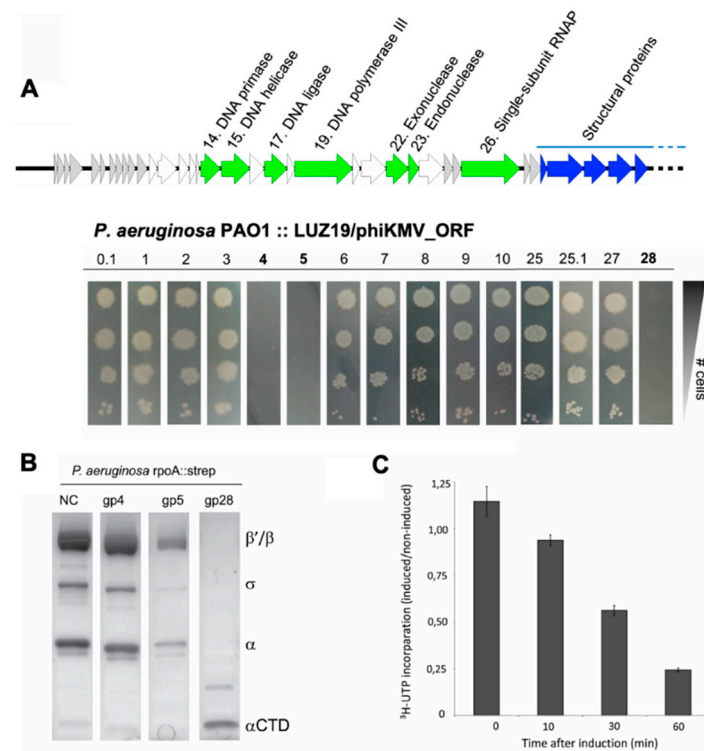 A
14. DNA primase
15. DNA helicase
17. DNA ligase
19. DNA polymerase III
22. Exonuclease
23. Endonuclease
26. Single-subunit RNAP
Structural proteins
P. aeruginosa PAO1 :: LUZ19/phiKMV_ORF
0.1 1 2 3 4 5 6 7 8 9 10 25 25.1 27 28
# cells
B
P. aeruginosa rpoA::strep
NC gp4 gp5 gp28
β'/β
σ
α
αCTD
C
³H-UTP incorparation (induced/non-induced)
1,25
1,00
0,75
0,50
0,25
0
0 10 30 60
Time after induction (min)